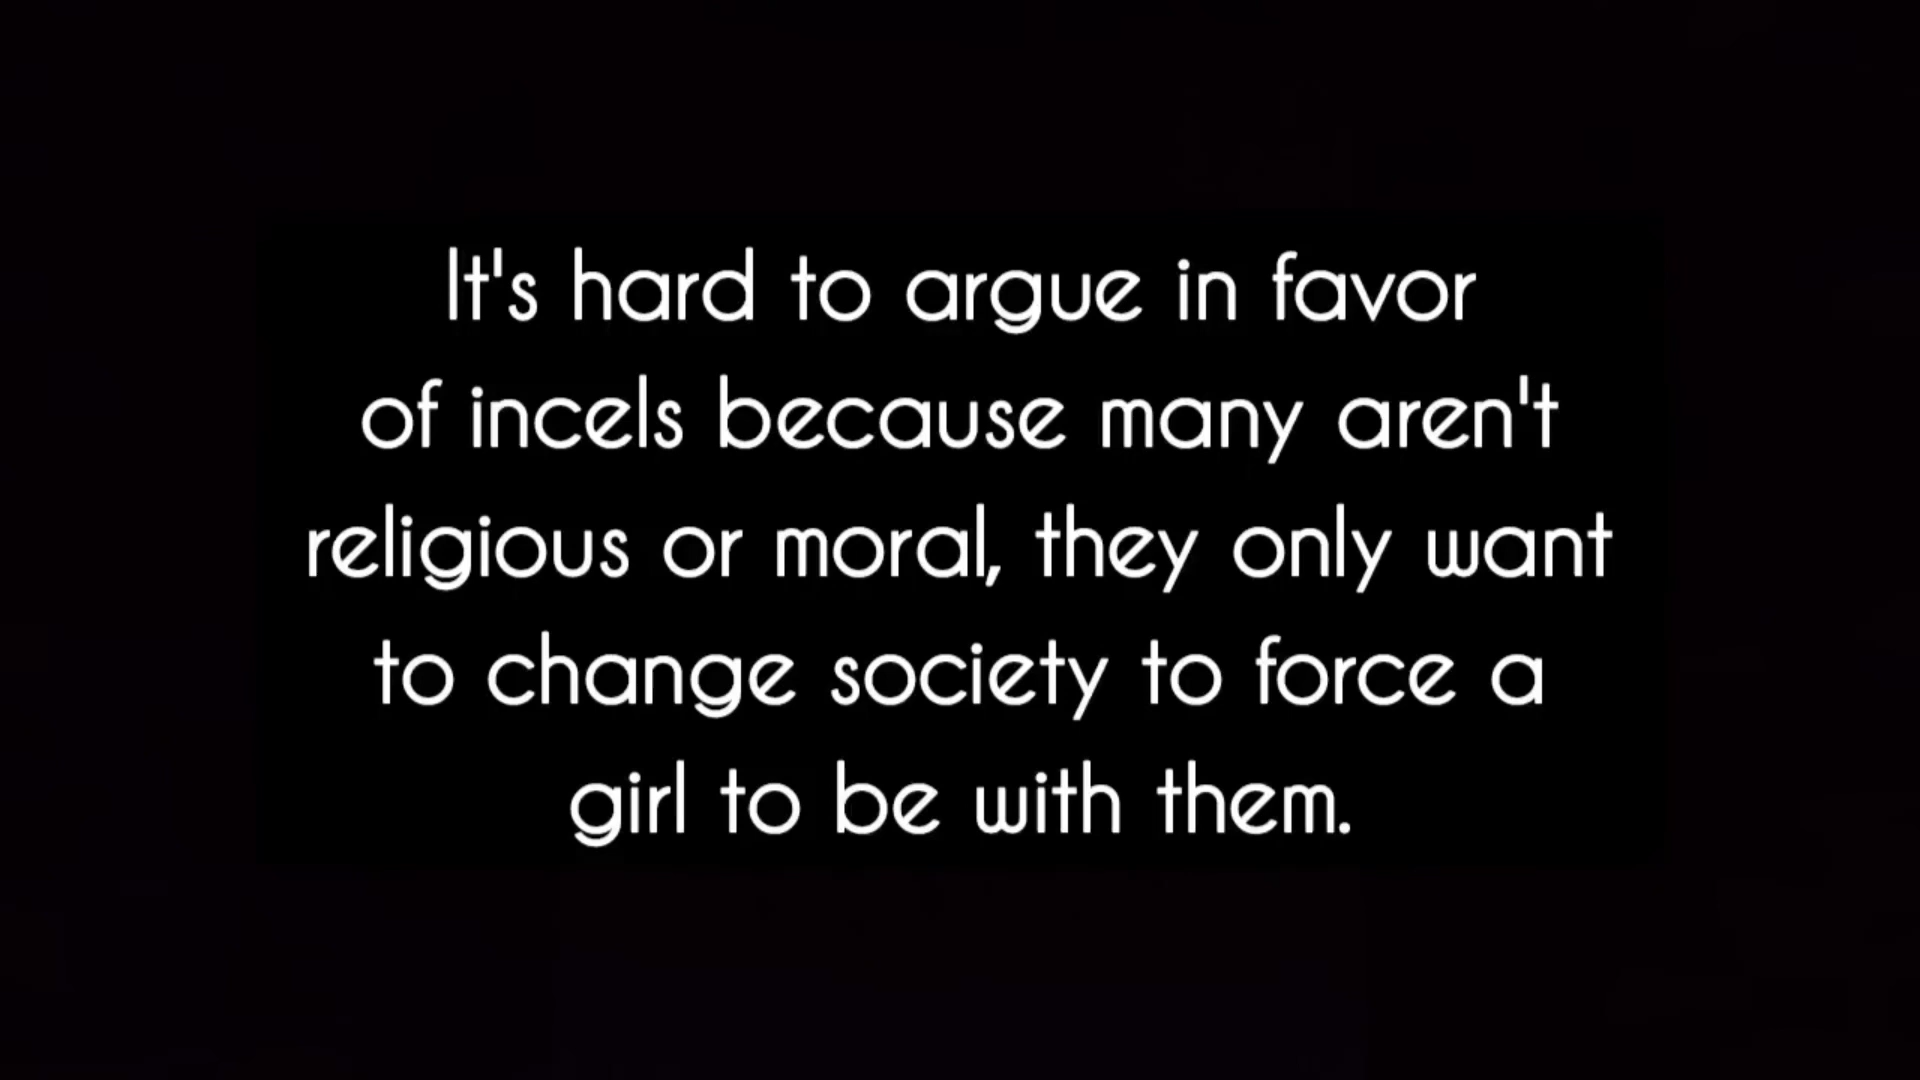 It's hard to argue in favor
of incels because many aren't
religious or moral, they only want
to change society to force a
girl to be with them.